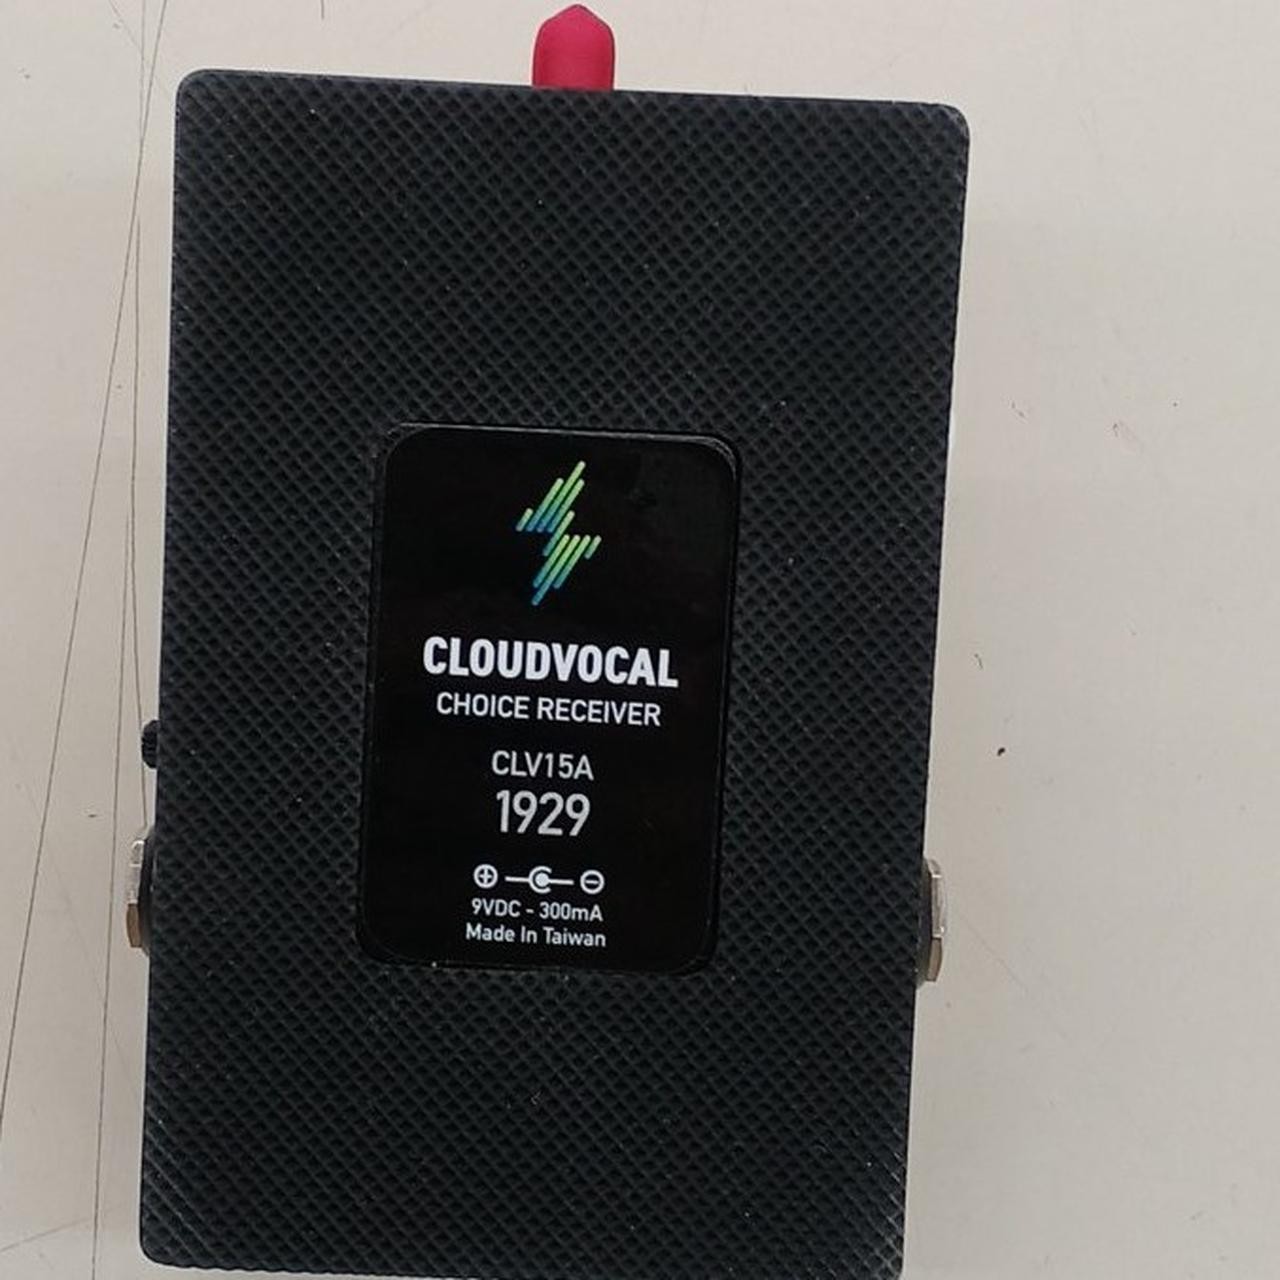 CLOUDVOCAL
CHOICE RECEIVER
CLV15A
1929
9VDC - 300mA
Made In Taiwan